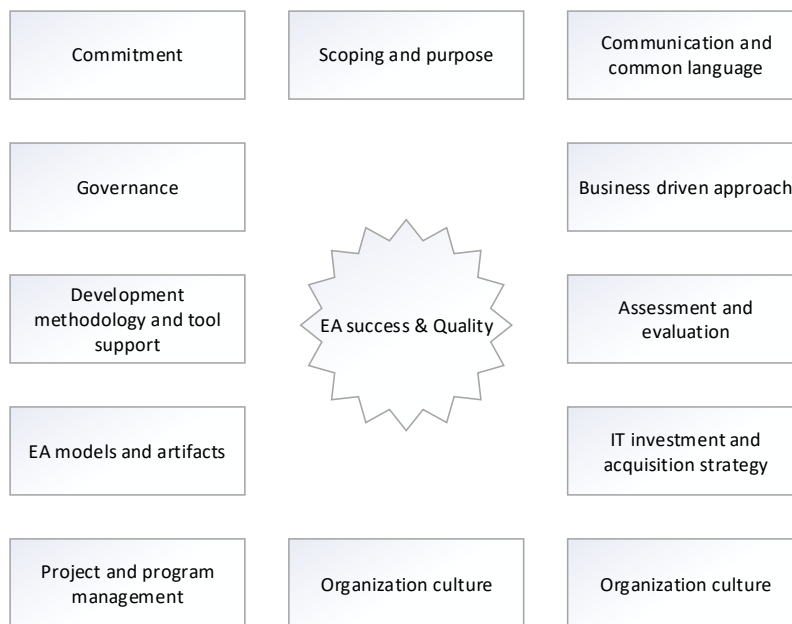 Commitment
Scoping and purpose
Communication and
common language
Governance
Business driven approach
Development
methodology and tool
support
EA success & Quality
Assessment and
evaluation
EA models and artifacts
IT investment and
acquisition strategy
Project and program
management
Organization culture
Organization culture